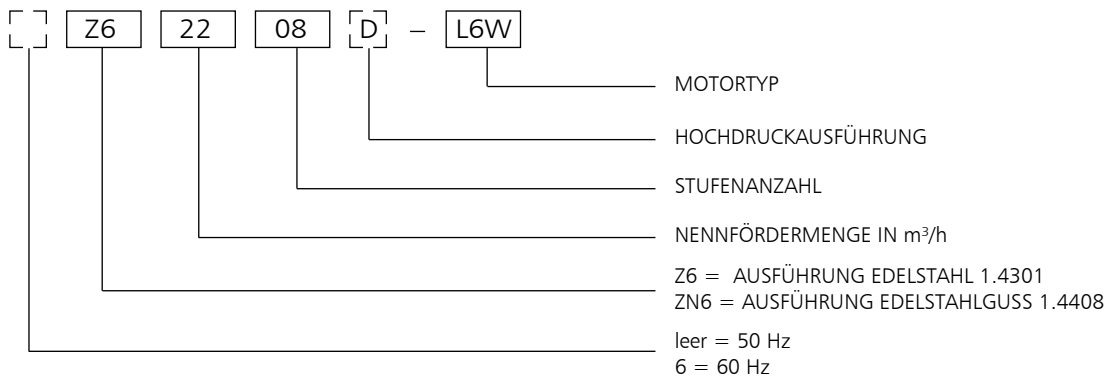 Z6 22 08 D – L6W
MOTORTYP
HOCHDRUCKAUSFÜHRUNG
STUFENANZAHL
NENNFÖRDERMENGE IN m³/h
Z6 = AUSFÜHRUNG EDELSTAHL 1.4301
ZN6 = AUSFÜHRUNG EDELSTAHLGUSS 1.4408
leer = 50 Hz
6 = 60 Hz